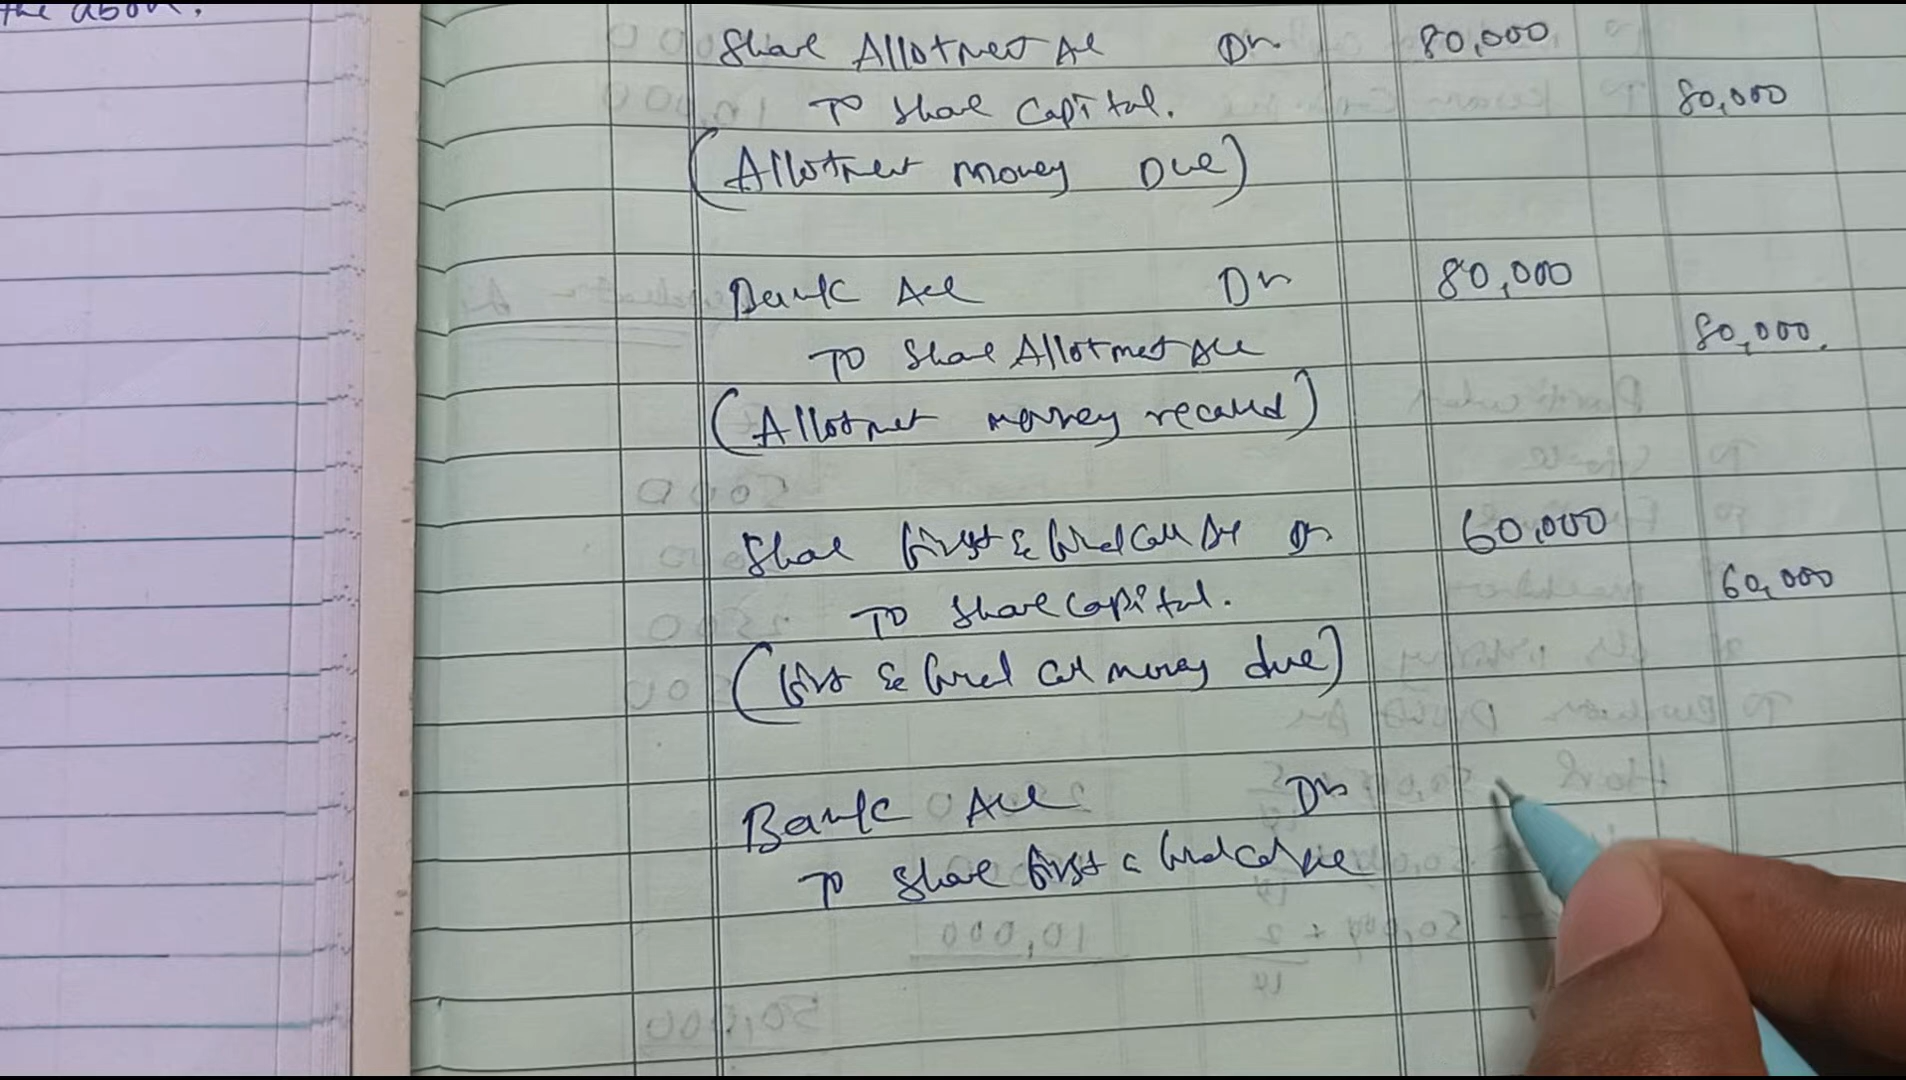 the above.
Share Allotment A/c Dr 80,000
To Share Capital. 80,000
(Allotment money Due)
Bank A/c Dr 80,000
To Share Allotment A/c 80,000.
(Allotment money received)
Share first & final call A/c Dr 60,000
To Share Capital. 60,000
(first & final call money due)
Bank A/c Dr
To Share first & final call A/c